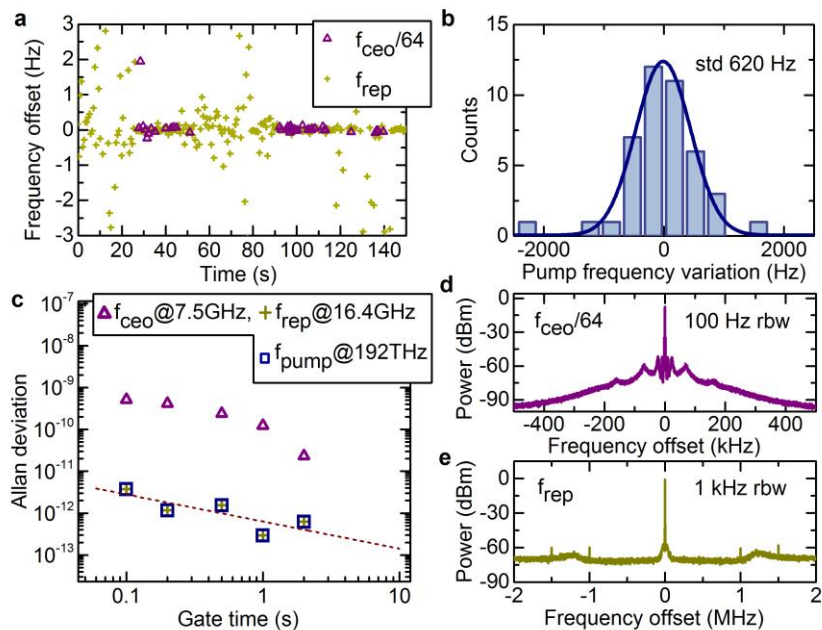 a
3
2
1
0
-1
-2
-3
Frequency offset (Hz)
f_ceo/64
f_rep
0 20 40 60 80 100 120 140
Time (s)
b
std 620 Hz
15
10
5
0
Counts
-2000 0 2000
Pump frequency variation (Hz)
c
10^-7
10^-8
10^-9
10^-10
10^-11
10^-12
10^-13
Allan deviation
f_ceo@7.5GHz, f_rep@16.4GHz
f_pump@192THz
0.1 1 10
Gate time (s)
d
0
-30
-60
-90
Power (dBm)
f_ceo/64
100 Hz rbw
-400 -200 0 200 400
Frequency offset (kHz)
e
0
-30
-60
-90
Power (dBm)
f_rep
1 kHz rbw
-2 -1 0 1 2
Frequency offset (MHz)